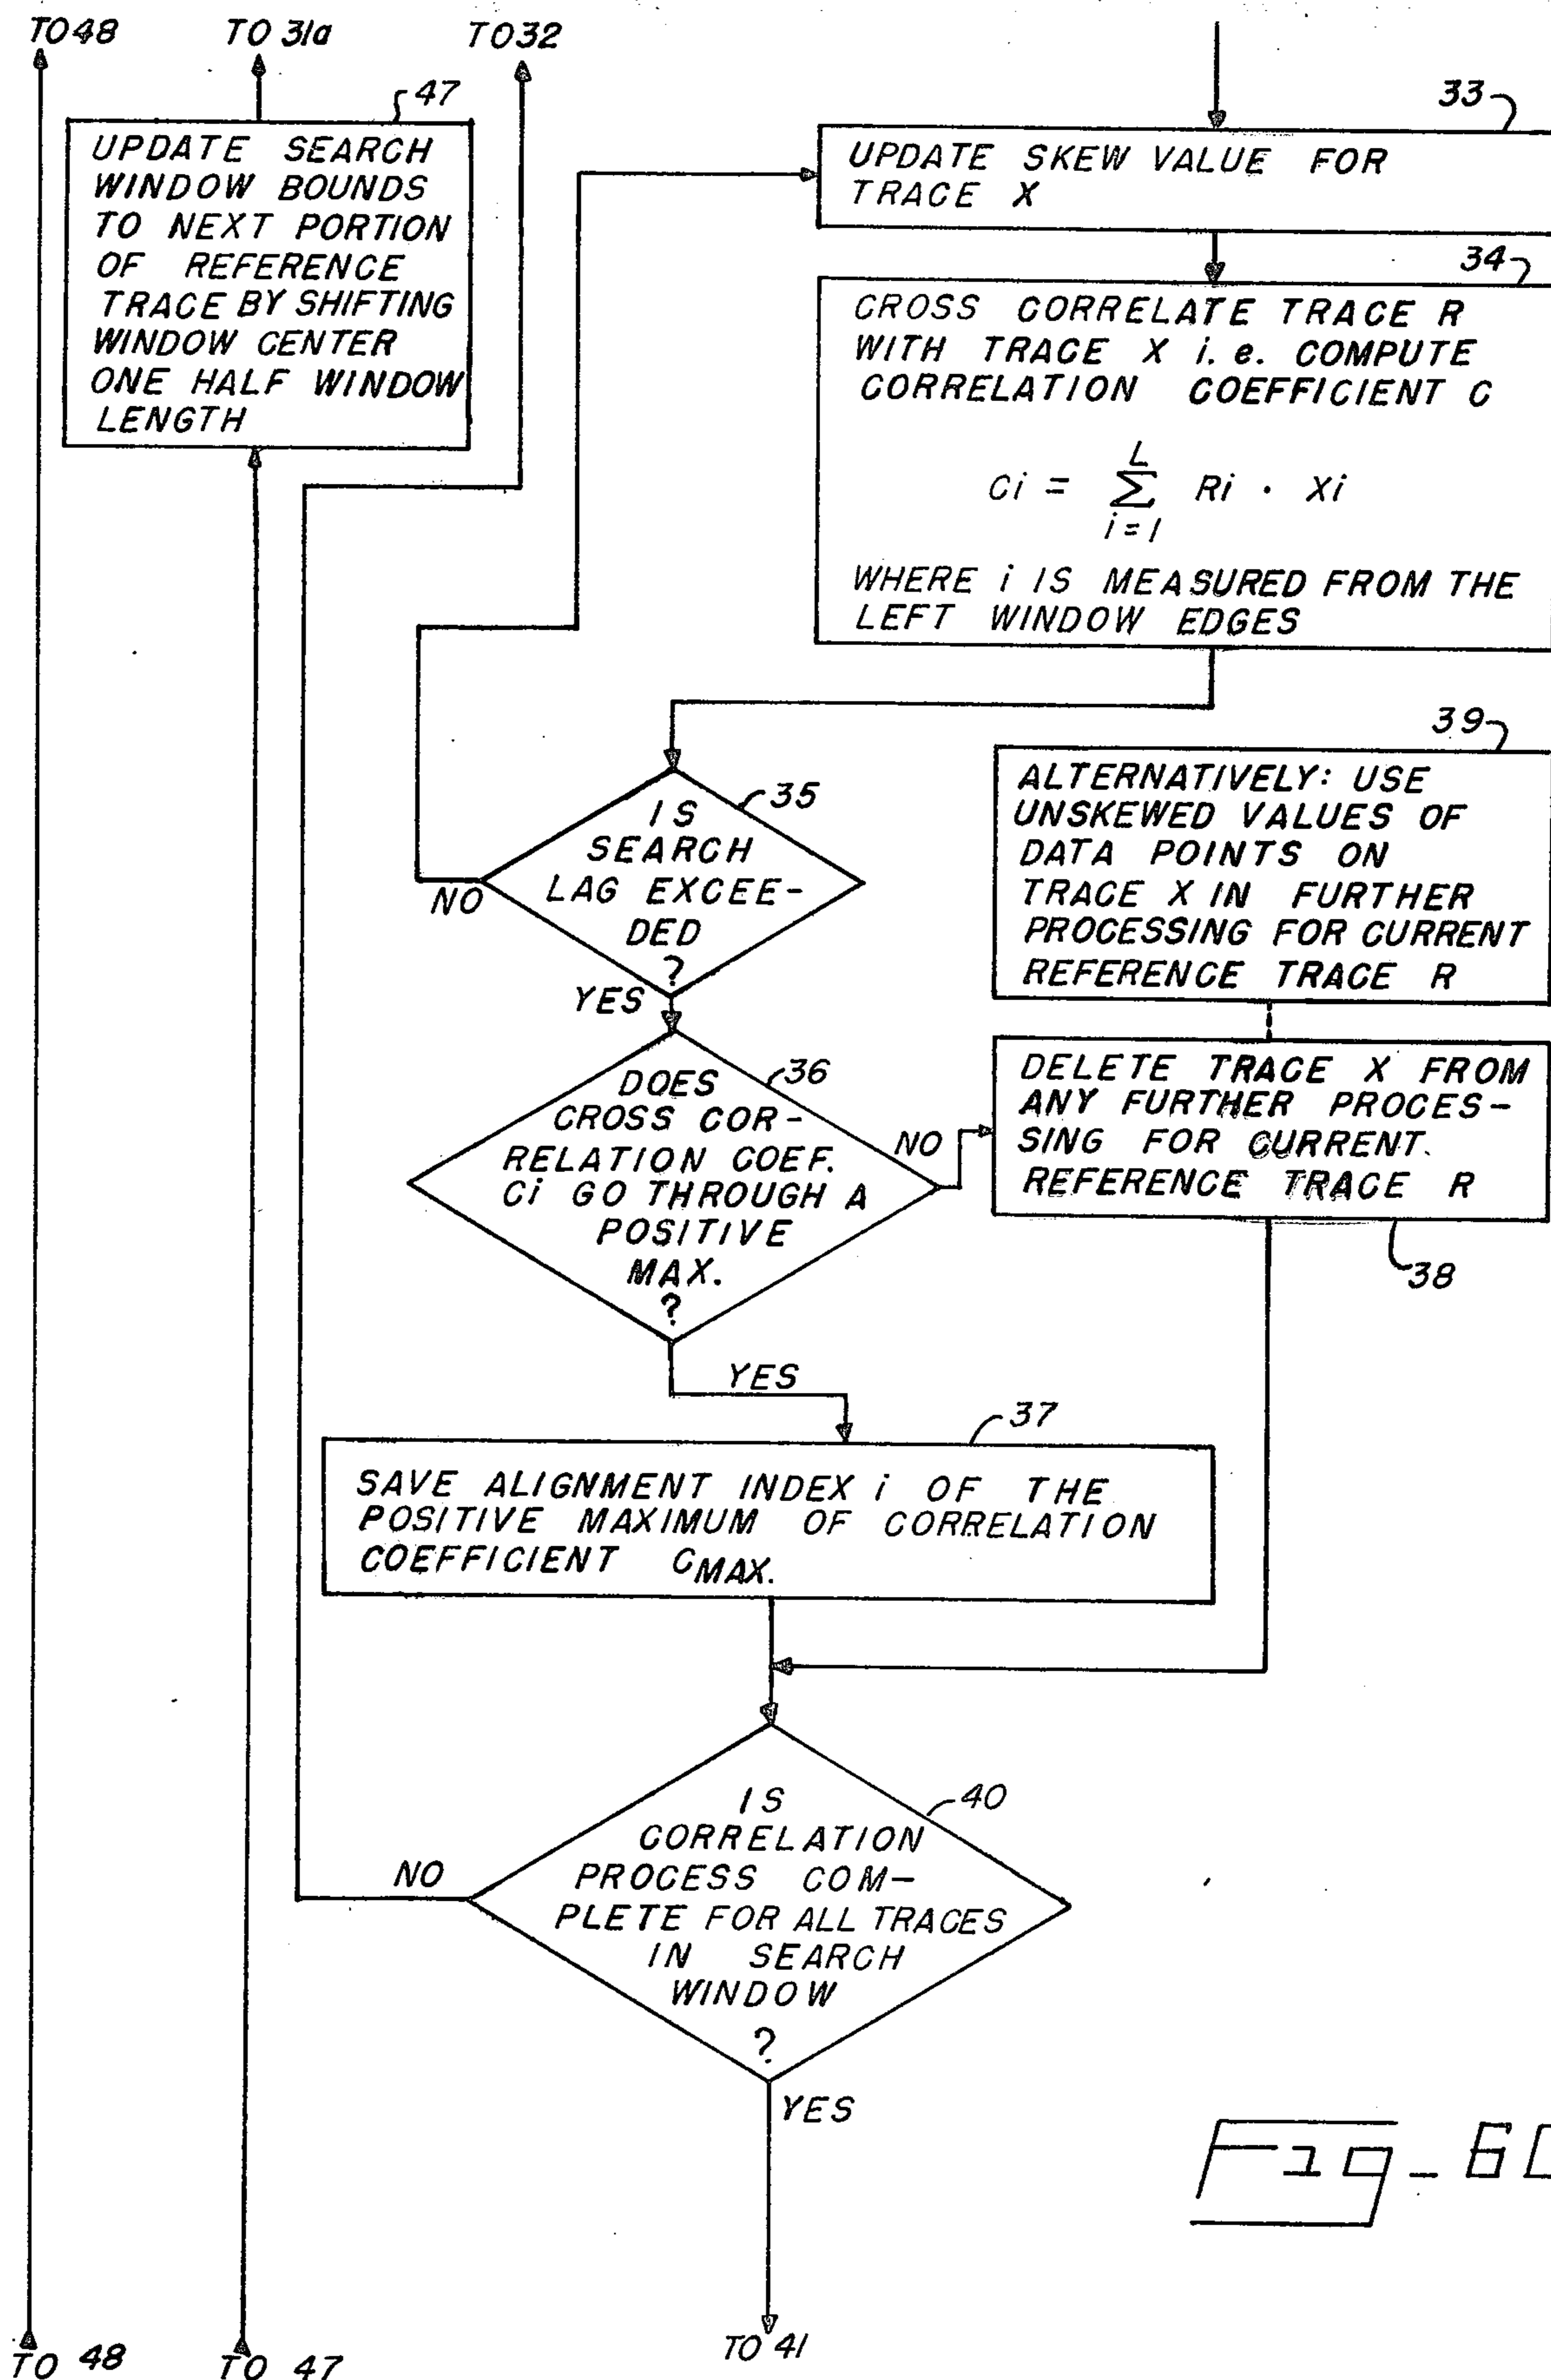 TO 48
TO 31a
TO 32
47
UPDATE SEARCH
WINDOW BOUNDS
TO NEXT PORTION
OF REFERENCE
TRACE BY SHIFTING
WINDOW CENTER
ONE HALF WINDOW
LENGTH
33
UPDATE SKEW VALUE FOR
TRACE X
34
CROSS CORRELATE TRACE R
WITH TRACE X i.e. COMPUTE
CORRELATION COEFFICIENT C
L
Ci = Σ Ri · Xi
i=1
WHERE i IS MEASURED FROM THE
LEFT WINDOW EDGES
35
IS
SEARCH
LAG EXCEE-
DED
?
NO
YES
39
ALTERNATIVELY: USE
UNSKEWED VALUES OF
DATA POINTS ON
TRACE X IN FURTHER
PROCESSING FOR CURRENT
REFERENCE TRACE R
36
DOES
CROSS COR-
RELATION COEF.
Ci GO THROUGH A
POSITIVE
MAX.
?
NO
YES
DELETE TRACE X FROM
ANY FURTHER PROCES-
SING FOR CURRENT.
REFERENCE TRACE R
38
37
SAVE ALIGNMENT INDEX i OF THE
POSITIVE MAXIMUM OF CORRELATION
COEFFICIENT CMAX.
40
IS
CORRELATION
PROCESS COM-
PLETE FOR ALL TRACES
IN SEARCH
WINDOW
?
NO
YES
TO 48
TO 47
TO 41
Fig_6